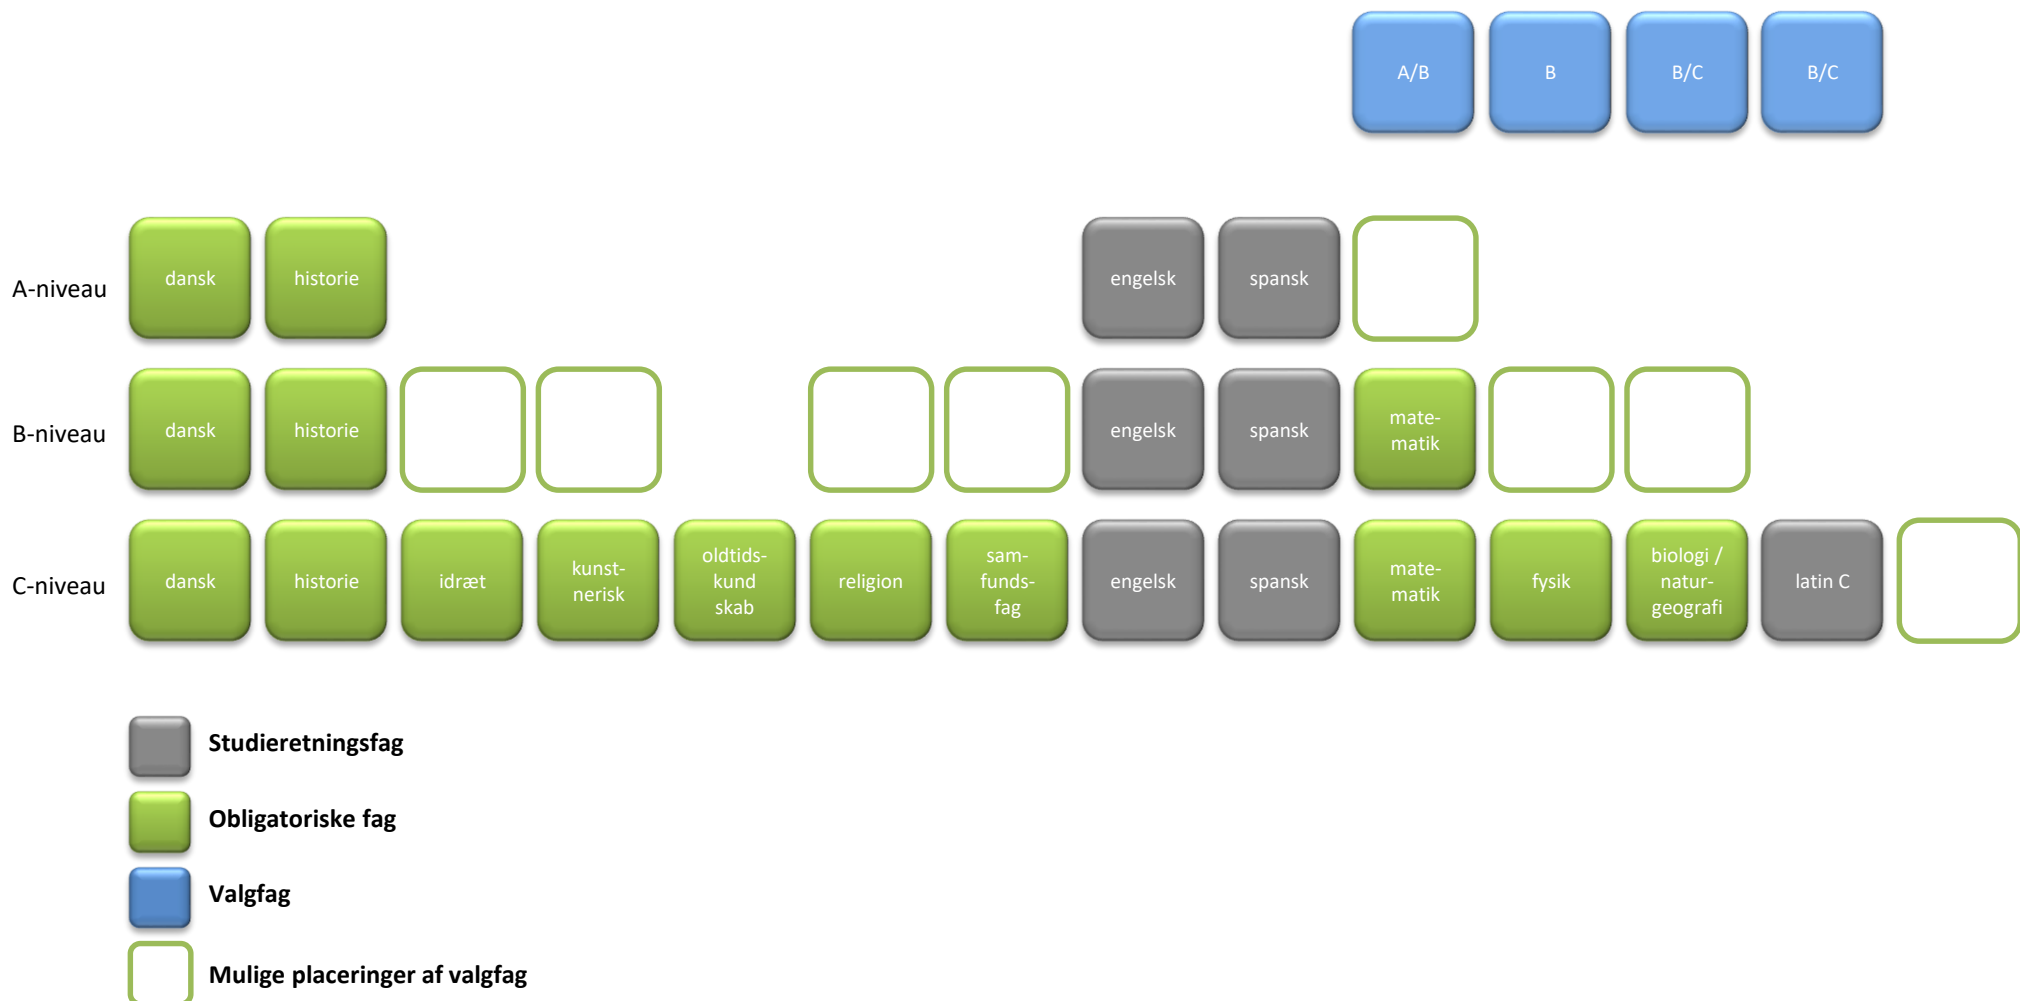 A/B
B
B/C
B/C
A-niveau
dansk
historie
engelsk
spansk
B-niveau
dansk
historie
engelsk
spansk
mate-
matik
C-niveau
dansk
historie
idræt
kunst-
nerisk
oldtids-
kund
skab
religion
sam-
funds-
fag
engelsk
spansk
mate-
matik
fysik
biologi /
natur-
geografi
latin C
Studieretningsfag
Obligatoriske fag
Valgfag
Mulige placeringer af valgfag